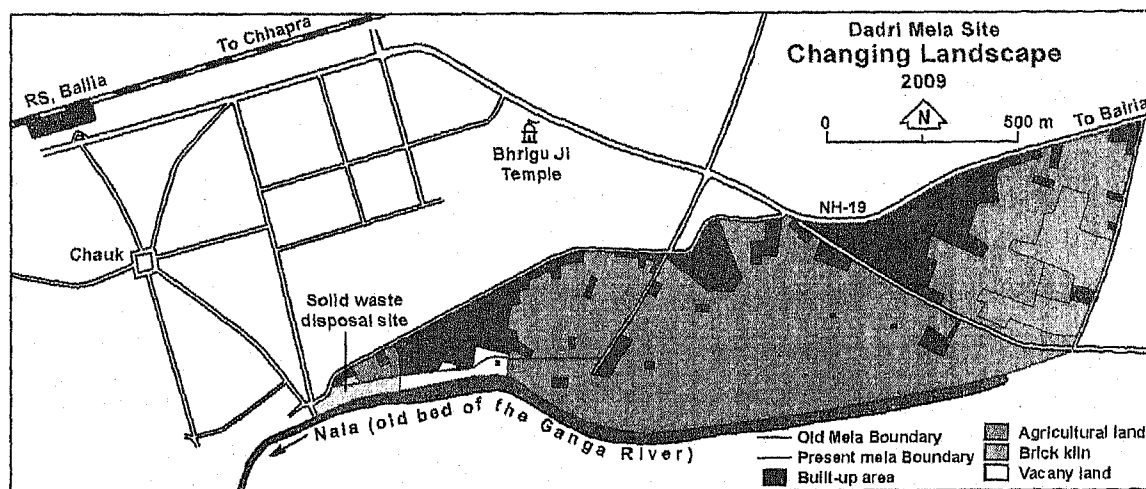 Dadri Mela Site
Changing Landscape
2009
N
0 500 m
To Chhapra
RS, Ballia
To Bairia
Bhrigu Ji
Temple
NH-19
Chauk
Solid waste
disposal site
Nala (old bed of the Ganga River)
Old Mela Boundary
Present mela Boundary
Built-up area
Agricultural land
Brick kiln
Vacany land